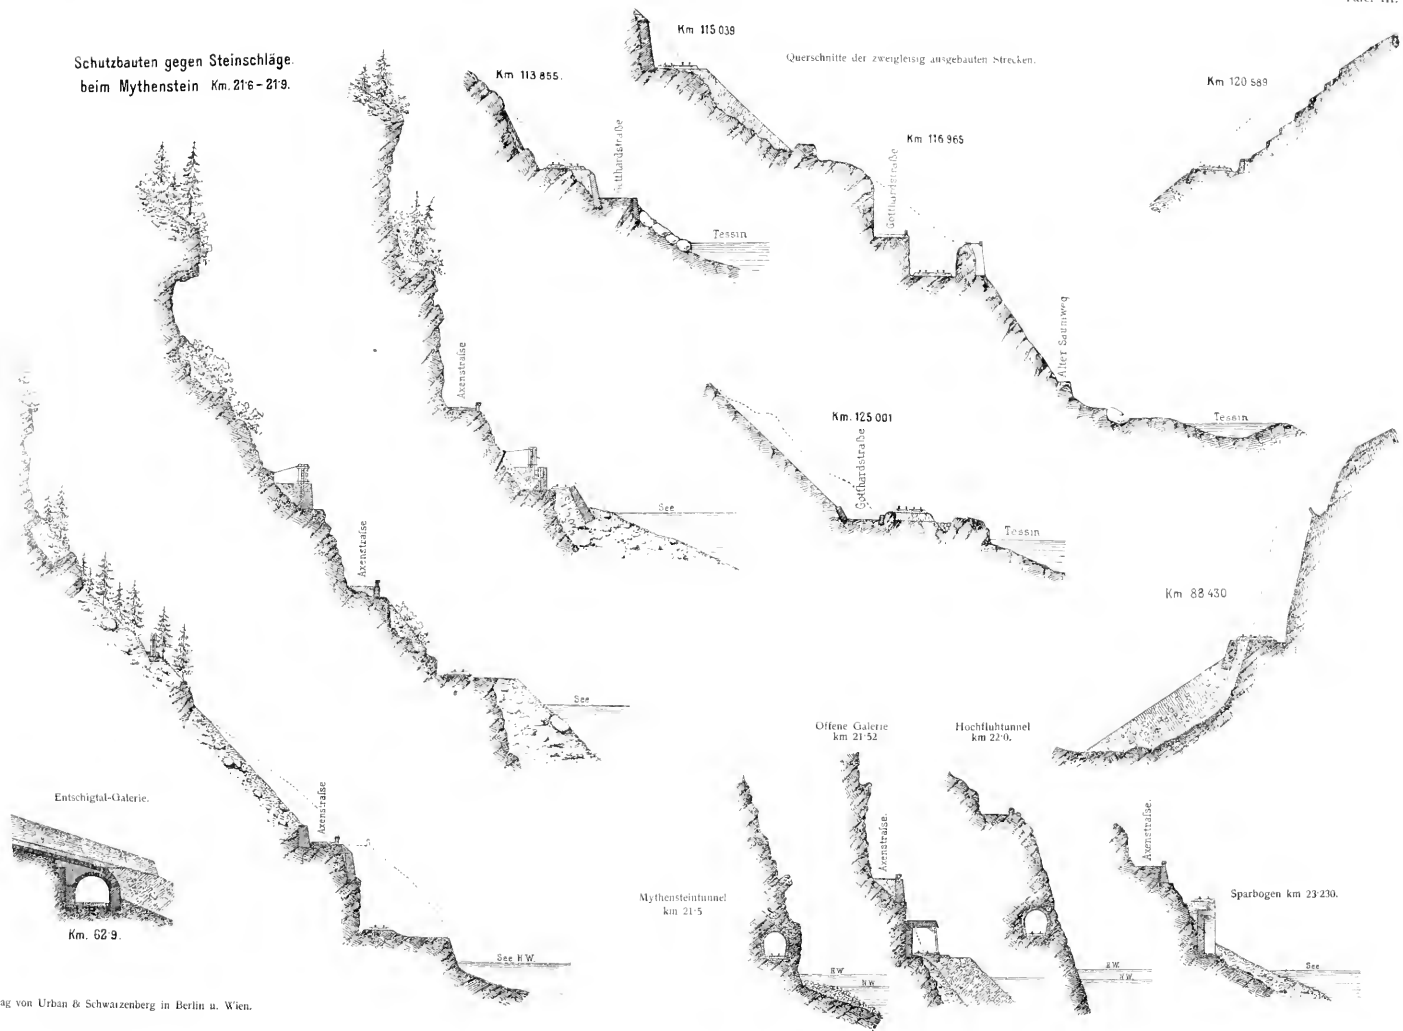 Schutzbauten gegen Steinschläge.
beim Mythenstein Km. 21·6 – 21·9.
Km 113 855.
Gotthardstraße
Tessin
Km 115 039
Querschnitte der zweigleisig ausgebauten Strecken.
Km 116 965
Gotthardstraße
Alter Saumweg
Tessin
Km 120 589
Axenstraße
See
Axenstraße
See
Km. 125 001
Gotthardstraße
Tessin
Km 88 430
Axenstraße
See H.W.
Entschigtal-Galerie.
Km. 62·9.
Mythensteintunnel
km 21·5
H.W.
N.W.
Offene Galerie
km 21·52
Axenstraße.
Hochfluhtunnel
km 22·0.
H.W.
N.W.
Axenstraße.
Sparbogen km 23·230.
See
von Urban & Schwarzenberg in Berlin u. Wien.